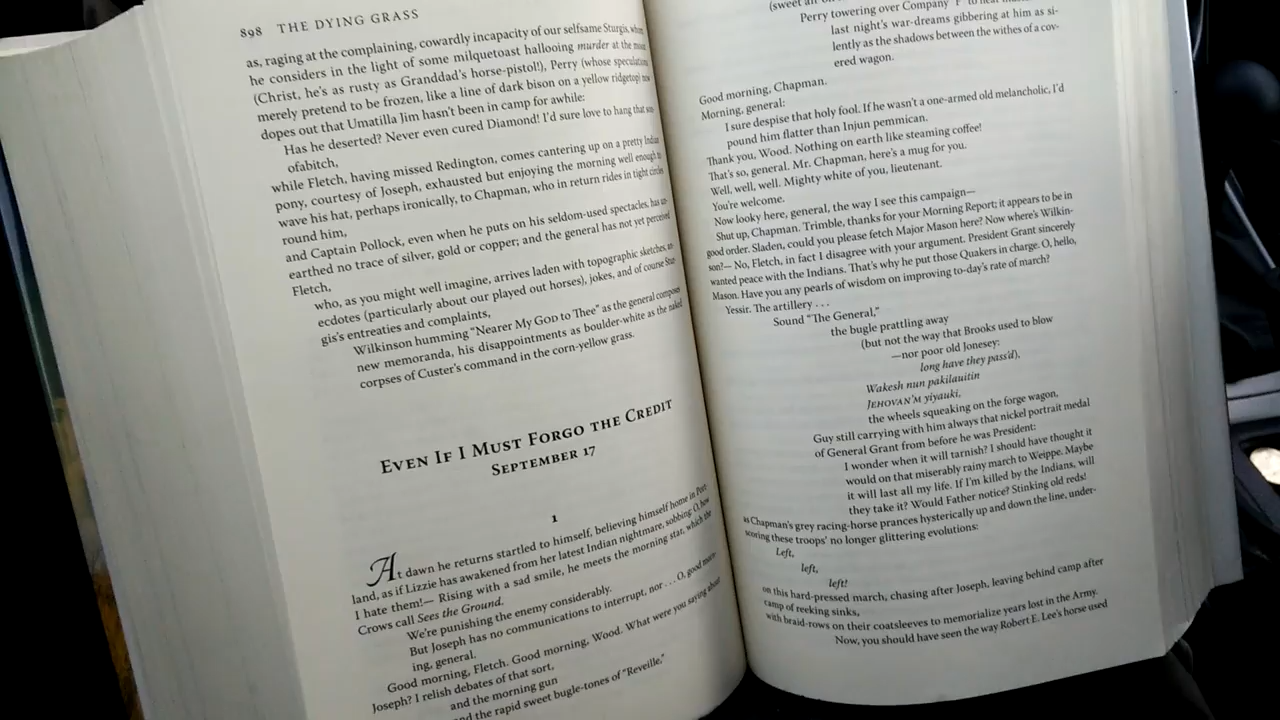 898 THE DYING GRASS
as, raging at the complaining, cowardly incapacity of our selfsame Sturgis, when
he considers in the light of some milquetoast hallooing murder at the
(Christ, he's as rusty as Granddad's horse-pistol!), Perry (whose speculations
merely pretend to be frozen, like a line of dark bison on a yellow ridgetop) now
dopes out that Umatilla Jim hasn't been in camp for awhile:
Has he deserted? Never even cured Diamond! I'd sure love to hang that son-
ofabitch,
while Fletch, having missed Redington, comes cantering up on a pretty Indian
pony, courtesy of Joseph, exhausted but enjoying the morning well enough to
wave his hat, perhaps ironically, to Chapman, who in return rides in tight circles
round him,
and Captain Pollock, even when he puts on his seldom-used spectacles, has un-
earthed no trace of silver, gold or copper; and the general has not yet perceived
Fletch,
who, as you might well imagine, arrives laden with topographic sketches, an-
ecdotes (particularly about our played out horses), jokes, and of course Stur-
gis's entreaties and complaints,
Wilkinson humming "Nearer My GOD to Thee" as the general composes
new memoranda, his disappointments as boulder-white as the naked
corpses of Custer's command in the corn-yellow grass.
EVEN IF I MUST FORGO THE CREDIT
SEPTEMBER 17
1
At dawn he returns startled to himself, believing himself home in Port-
land, as if Lizzie has awakened from her latest Indian nightmare, sobbing: O, how
I hate them!— Rising with a sad smile, he meets the morning star, which the
Crows call Sees the Ground.
We're punishing the enemy considerably.
But Joseph has no communications to interrupt, nor . . . O, good morn-
ing, general.
Good morning, Fletch. Good morning, Wood. What were you saying about
Joseph? I relish debates of that sort,
and the morning gun
and the rapid sweet bugle-tones of "Reveille,"
(sweet
Perry towering over Company
last night's war-dreams gibbering at him as si-
lently as the shadows between the withes of a cov-
ered wagon.
Good morning, Chapman.
Morning, general:
I sure despise that holy fool. If he wasn't a one-armed old melancholic, I'd
pound him flatter than Injun pemmican.
Thank you, Wood. Nothing on earth like steaming coffee!
That's so, general. Mr. Chapman, here's a mug for you.
Well, well, well. Mighty white of you, lieutenant.
You're welcome.
Now looky here, general, the way I see this campaign—
Shut up, Chapman. Trimble, thanks for your Morning Report; it appears to be in
good order. Sladen, could you please fetch Major Mason here? Now where's Wilkin-
son?— No, Fletch, in fact I disagree with your argument. President Grant sincerely
wanted peace with the Indians. That's why he put those Quakers in charge. O, hello,
Mason. Have you any pearls of wisdom on improving to-day's rate of march?
Yessir. The artillery . . .
Sound "The General,"
the bugle prattling away
(but not the way that Brooks used to blow
—nor poor old Jonesey:
long have they pass'd),
Wakesh nun pakilauitin
JEHOVAN'M yiyauki,
the wheels squeaking on the forge wagon,
Guy still carrying with him always that nickel portrait medal
of General Grant from before he was President:
I wonder when it will tarnish? I should have thought it
would on that miserably rainy march to Weippe. Maybe
it will last all my life. If I'm killed by the Indians, will
they take it? Would Father notice? Stinking old reds!
as Chapman's grey racing-horse prances hysterically up and down the line, under-
scoring these troops' no longer glittering evolutions:
Left,
left,
left!
on this hard-pressed march, chasing after Joseph, leaving behind camp after
camp of reeking sinks,
with braid-rows on their coatsleeves to memorialize years lost in the Army.
Now, you should have seen the way Robert E. Lee's horse used